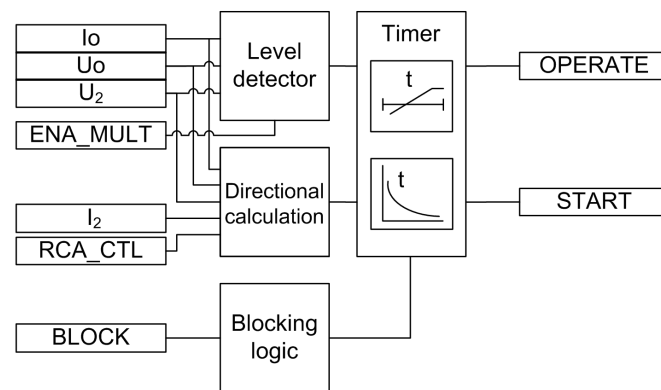 Io
Uo
U₂
ENA_MULT
I₂
RCA_CTL
BLOCK
Level
detector
Directional
calculation
Blocking
logic
Timer
t
t
OPERATE
START